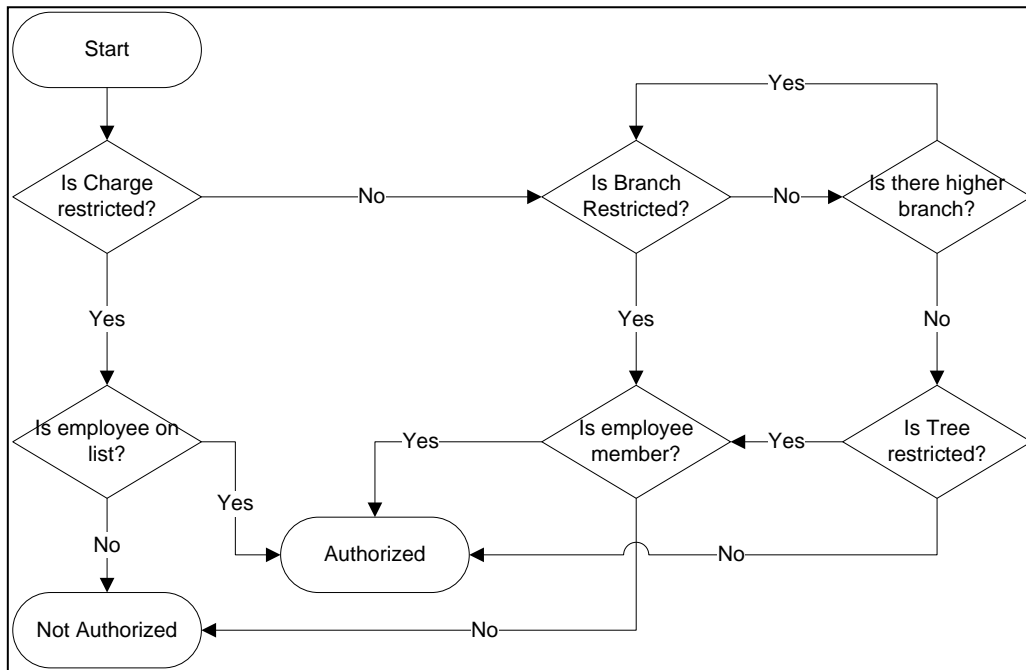 Start
Yes
Is Charge
restricted?
No
Is Branch
Restricted?
No
Is there higher
branch?
Yes
Yes
No
Is employee on
list?
Yes
Is employee
member?
Yes
Is Tree
restricted?
Yes
No
Authorized
No
Not Authorized
No